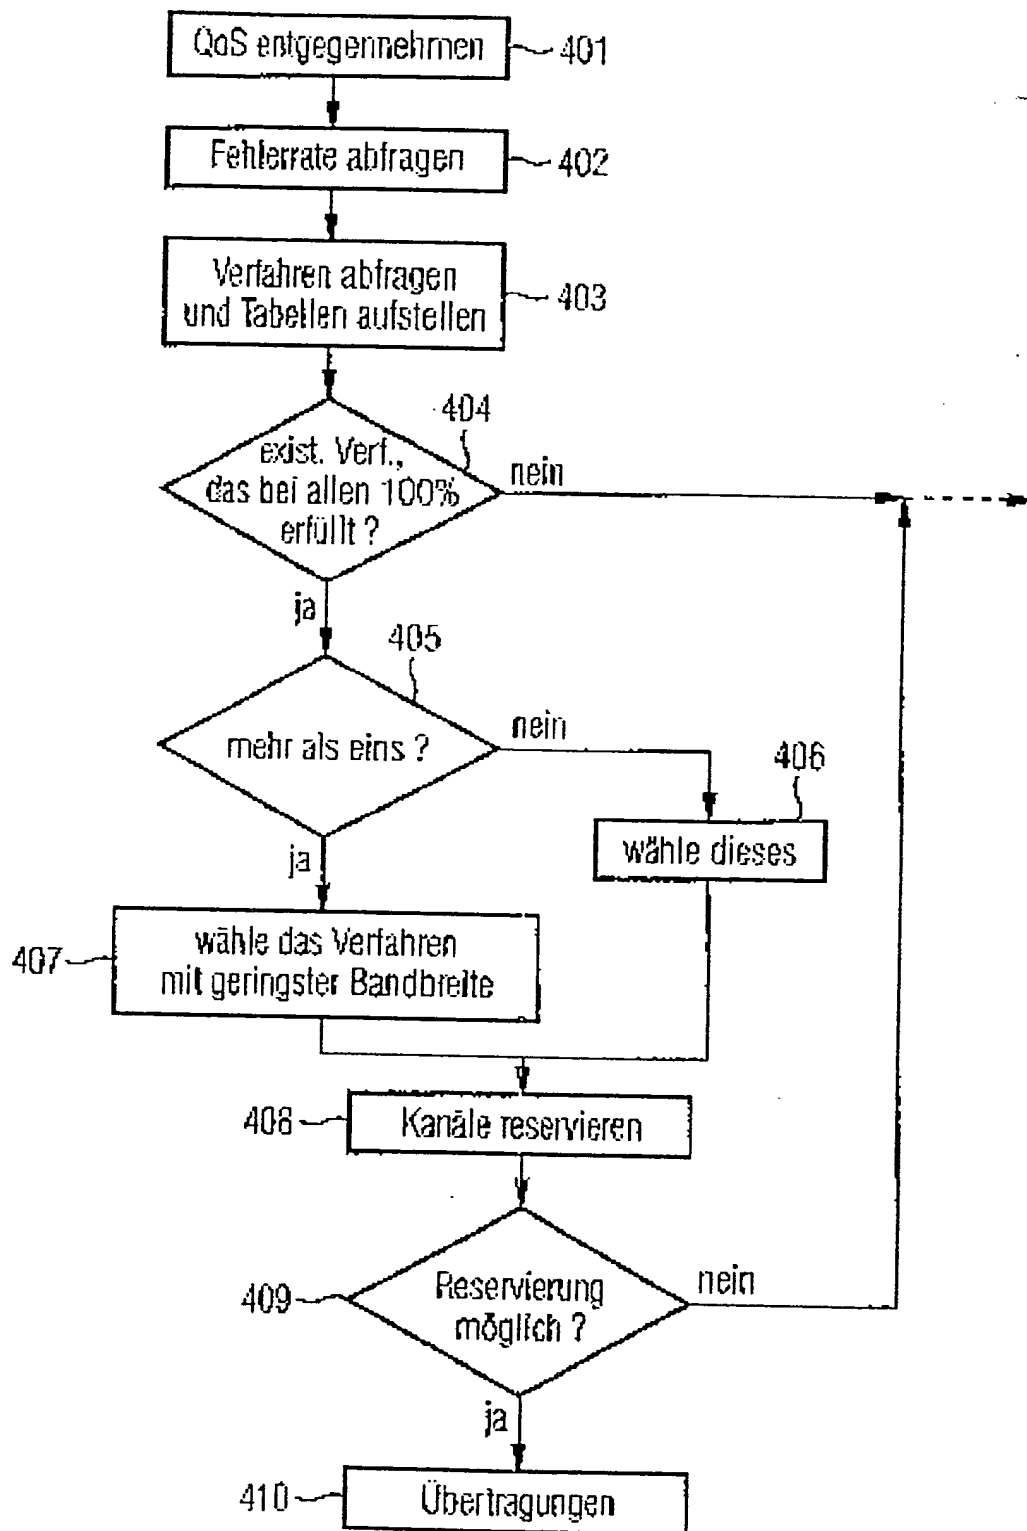 QoS entgegennehmen
401
Fehlerrate abfragen
402
Verfahren abfragen
und Tabellen aufstellen
403
404
exist. Verf.,
das bei allen 100%
erfüllt ?
nein
ja
405
mehr als eins ?
nein
406
wähle dieses
ja
407
wähle das Verfahren
mit geringster Bandbreite
408
Kanäle reservieren
409
Reservierung
möglich ?
nein
ja
410
Übertragungen